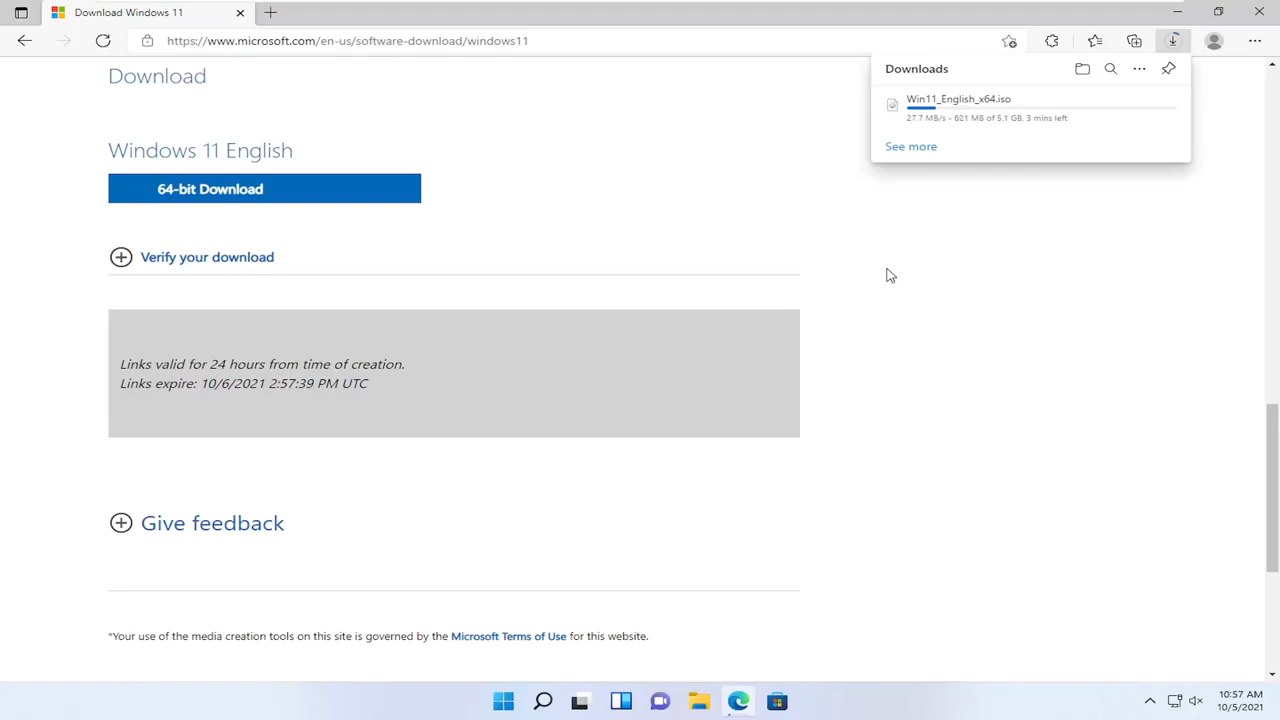 Download Windows 11
https://www.microsoft.com/en-us/software-download/windows11
Downloads
Win11_English_x64.iso
27.7 MB/s - 621 MB of 5.1 GB, 3 mins left
See more
Download
Windows 11 English
64-bit Download
Verify your download
Links valid for 24 hours from time of creation.
Links expire: 10/6/2021 2:57:39 PM UTC
Give feedback
*Your use of the media creation tools on this site is governed by the Microsoft Terms of Use for this website.
10:57 AM
10/5/2021